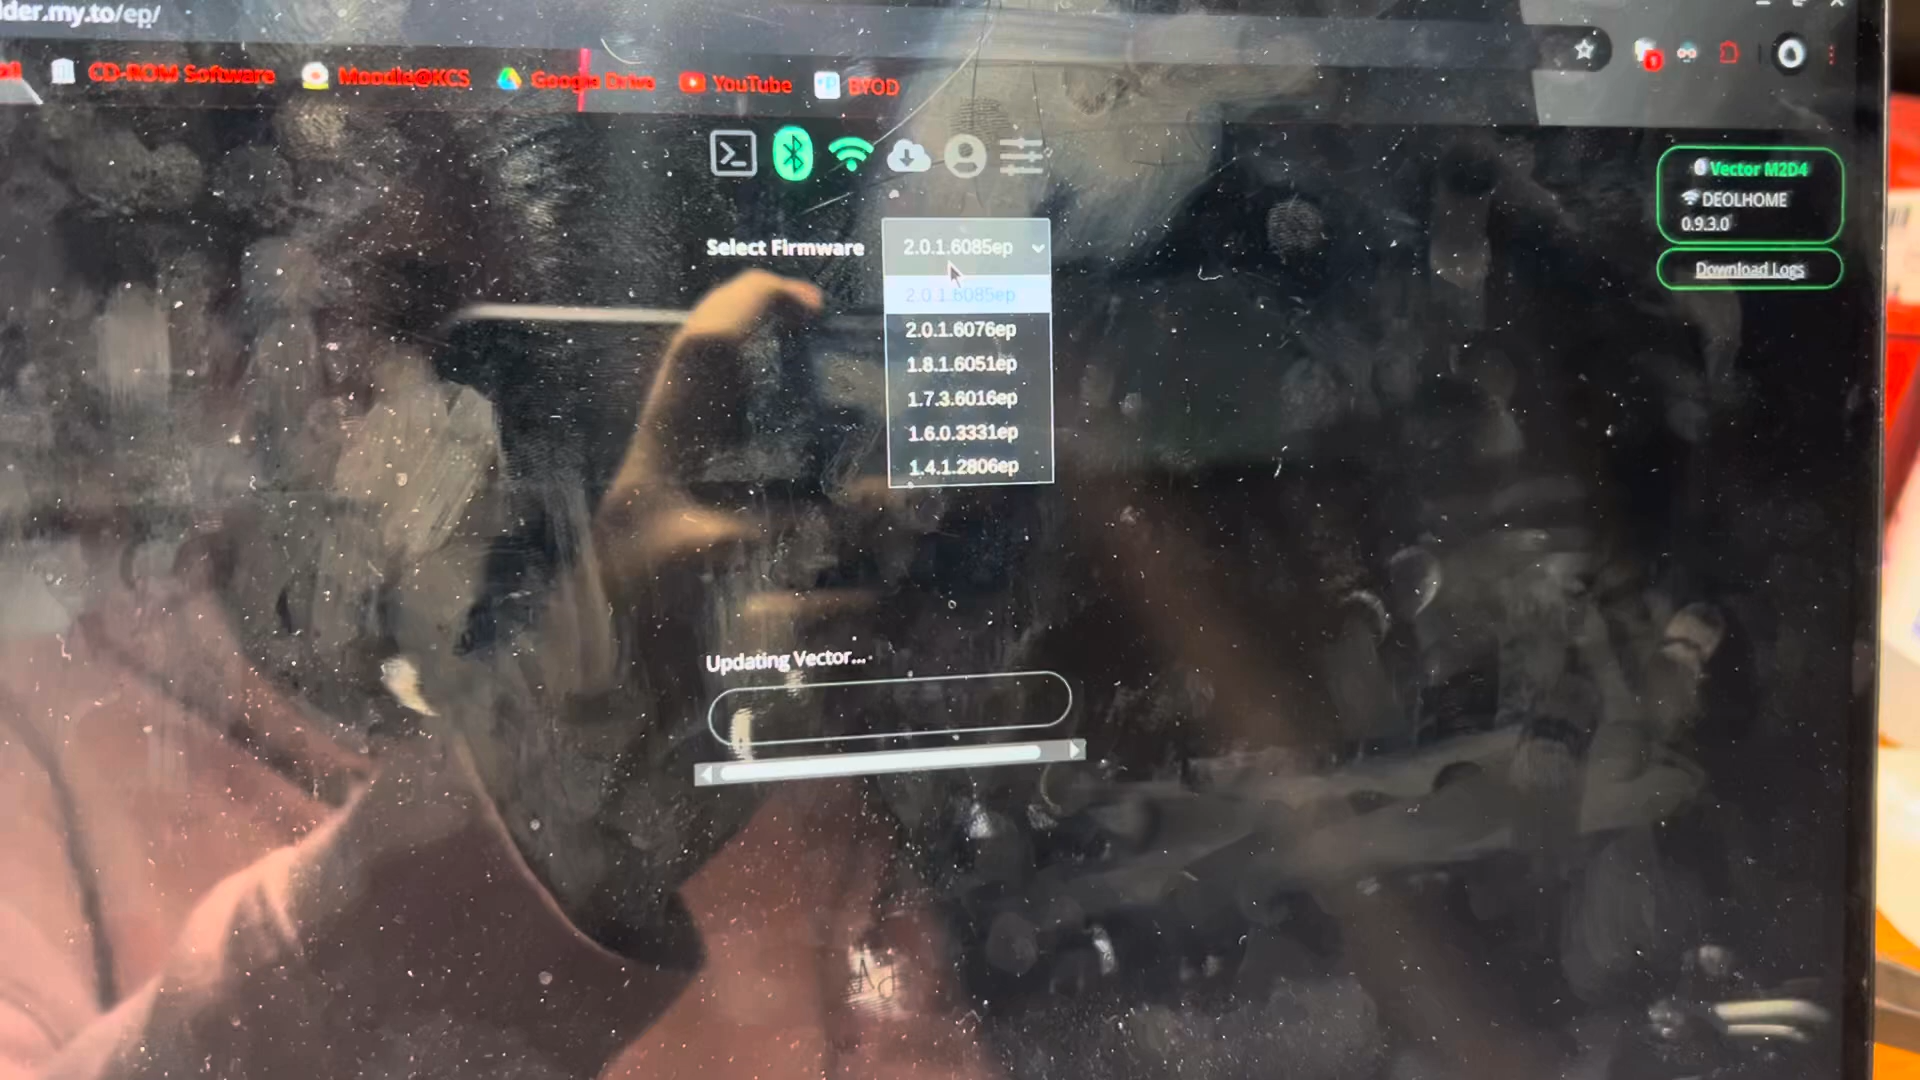 der.my.to/ep/
CD-ROM Software
Moodle@KCS
Google Drive
YouTube
BYOD
Vector M2D4
DEOLHOME
0.9.3.0
Download Logs
Select Firmware
2.0.1.6085ep
2.0.1.6085ep
2.0.1.6076ep
1.8.1.6051ep
1.7.3.6016ep
1.6.0.3331ep
1.4.1.2806ep
Updating Vector...